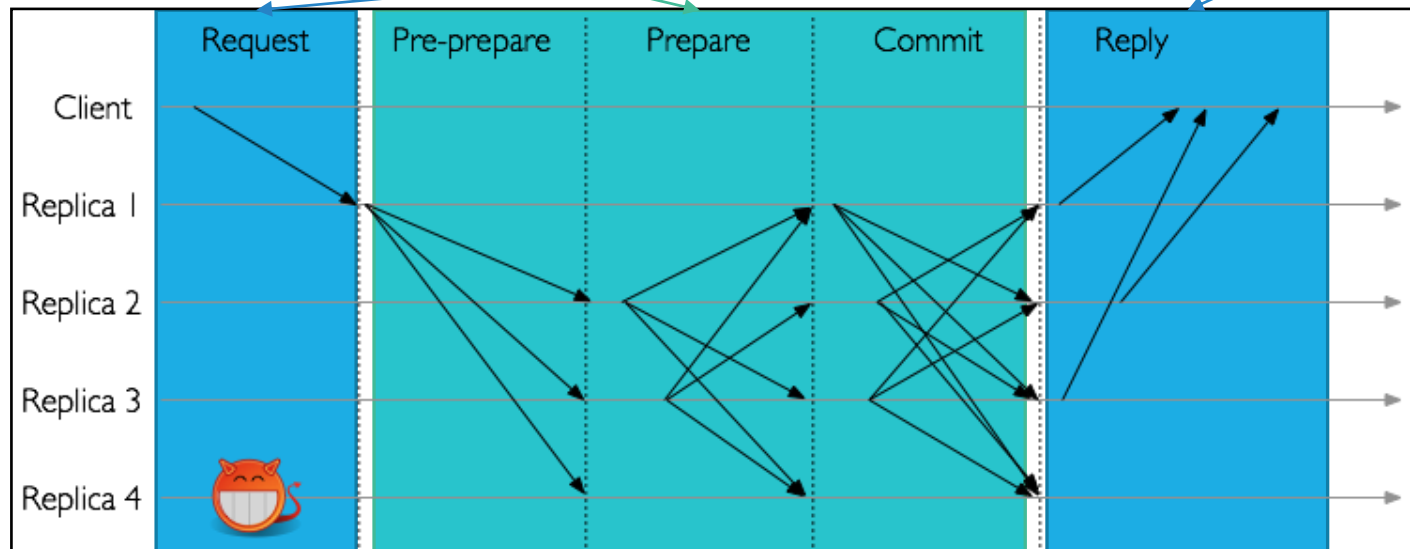 Request Pre-prepare Prepare Commit Reply
Client
Replica 1
Replica 2
Replica 3
Replica 4